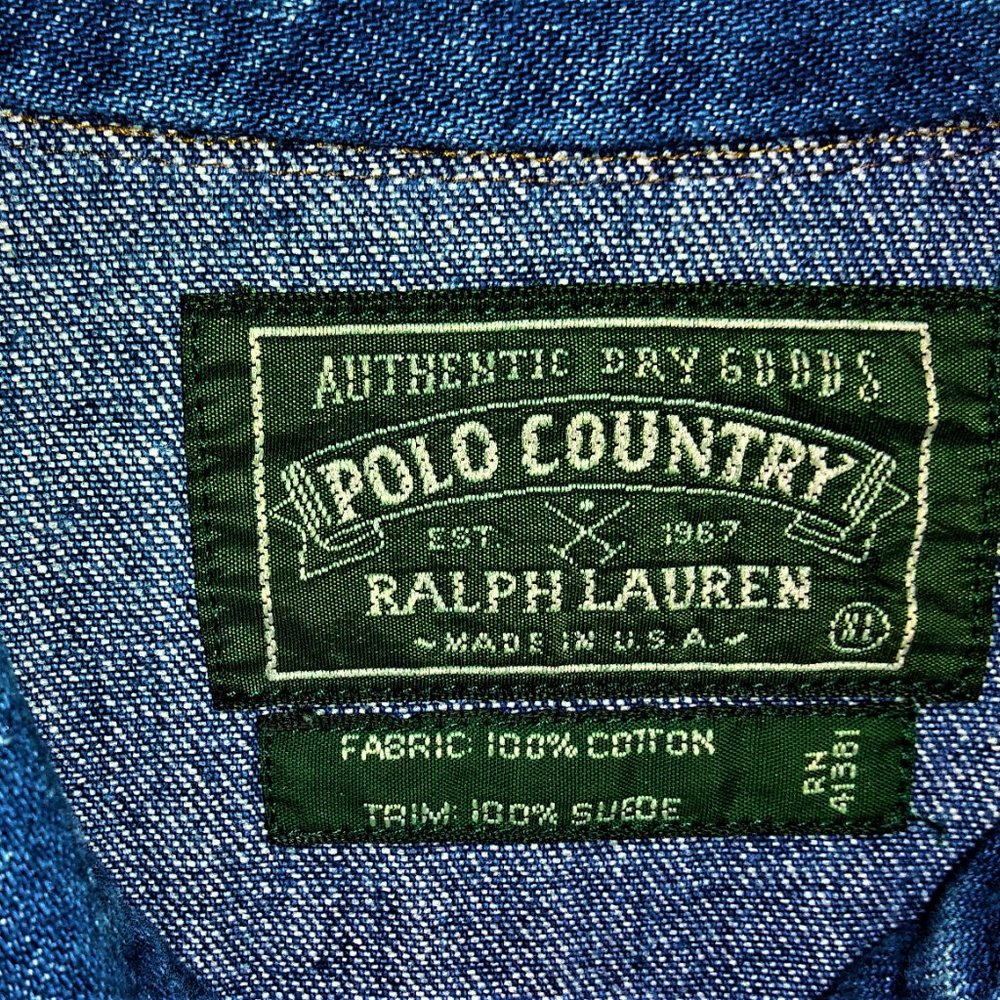 AUTHENTIC DRY GOODS
POLO COUNTRY
EST. 1967
RALPH LAUREN
~MADE IN U.S.A.~
RL
FABRIC: 100% COTTON
TRIM: 100% SUEDE
RN
41381